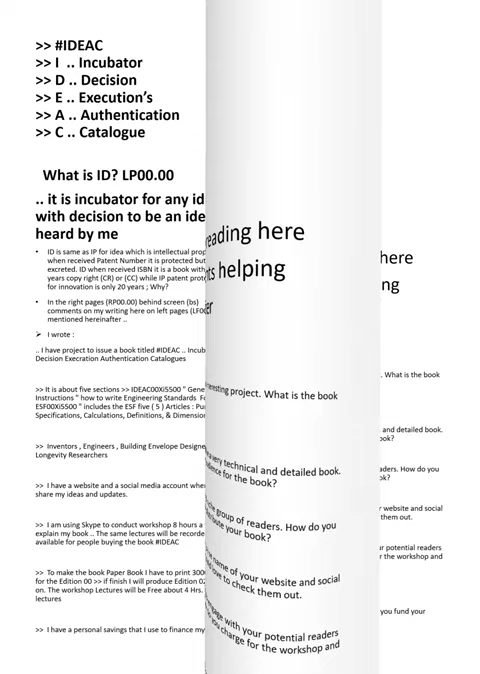 >> #IDEAC
>> I .. Incubator
>> D .. Decision
>> E .. Execution's
>> A .. Authentication
>> C .. Catalogue
What is ID? LP00.00
.. it is incubator for any id
with decision to be an ide
heard by me
• ID is same as IP for idea which is intellectual prop
when received Patent Number it is protected but
excreted. ID when received ISBN it is a book with
years copy right (CR) or (CC) while IP patent prot
for innovation is only 20 years ; Why?
• In the right pages (RP00.00) behind screen (bs)
comments on my writing here on left pages (LF0
mentioned hereinafter ..
➢ I wrote :
.. I have project to issue a book titled #IDEAC .. Incub
Decision Execration Authentication Catalogues
>> It is about five sections >> IDEAC00Xi5500 " Gene
Instructions " how to write Engineering Standards Fo
ESF00Xi5500 " includes the ESF five ( 5 ) Articles : Pu
Specifications, Calculations, Definitions, & Dimensio
>> Inventors , Engineers , Building Envelope Designe
Longevity Researchers
>> I have a website and a social media account whe
share my ideas and updates.
>> I am using Skype to conduct workshop 8 hours a
explain my book .. The same lectures will be recorde
available for people buying the book #IDEAC
>> To make the book Paper Book I have to print 300
for the Edition 00 >> if finish I will produce Edition 02
on. The workshop Lectures will be Free about 4 Hrs.
lectures
>> I have a personal savings that I use to finance my
reading here
ts helping
interesting project. What is the book
very technical and detailed book.
dience for the book?
group of readers. How do you
your book?
name of your website and social
love to check them out.
engage with your potential readers
you charge for the workshop and
here
ng
. What is the book
and detailed book.
ook?
aders. How do you
ok?
r website and social
them out.
ur potential readers
r the workshop and
you fund your